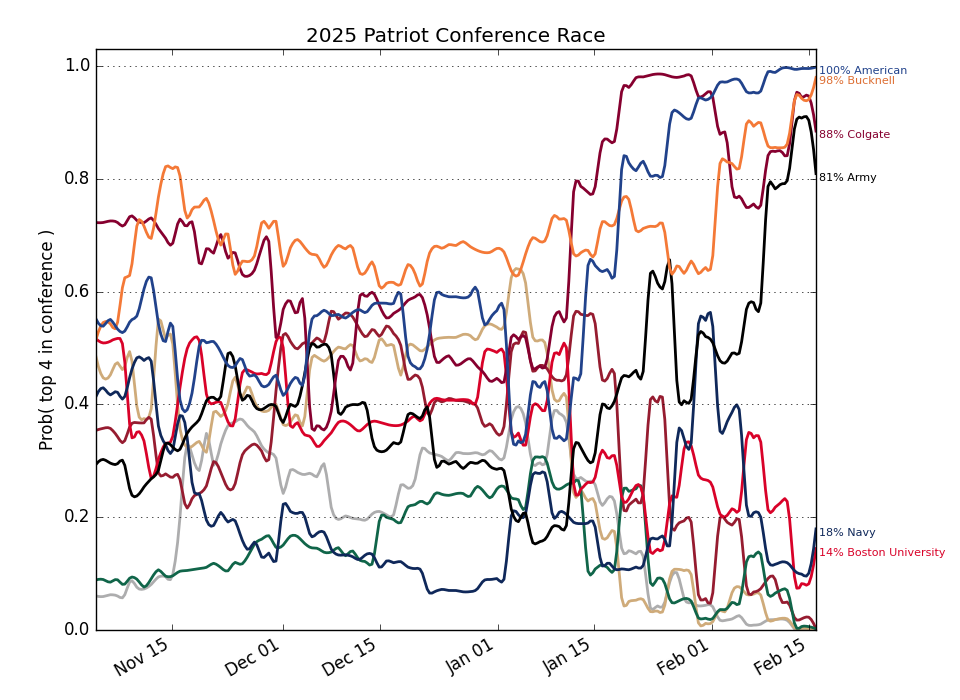 2025 Patriot Conference Race
Prob( top 4 in conference )
1.0
0.8
0.6
0.4
0.2
0.0
Nov 15
Dec 01
Dec 15
Jan 01
Jan 15
Feb 01
Feb 15
100% American
98% Bucknell
88% Colgate
81% Army
18% Navy
14% Boston University